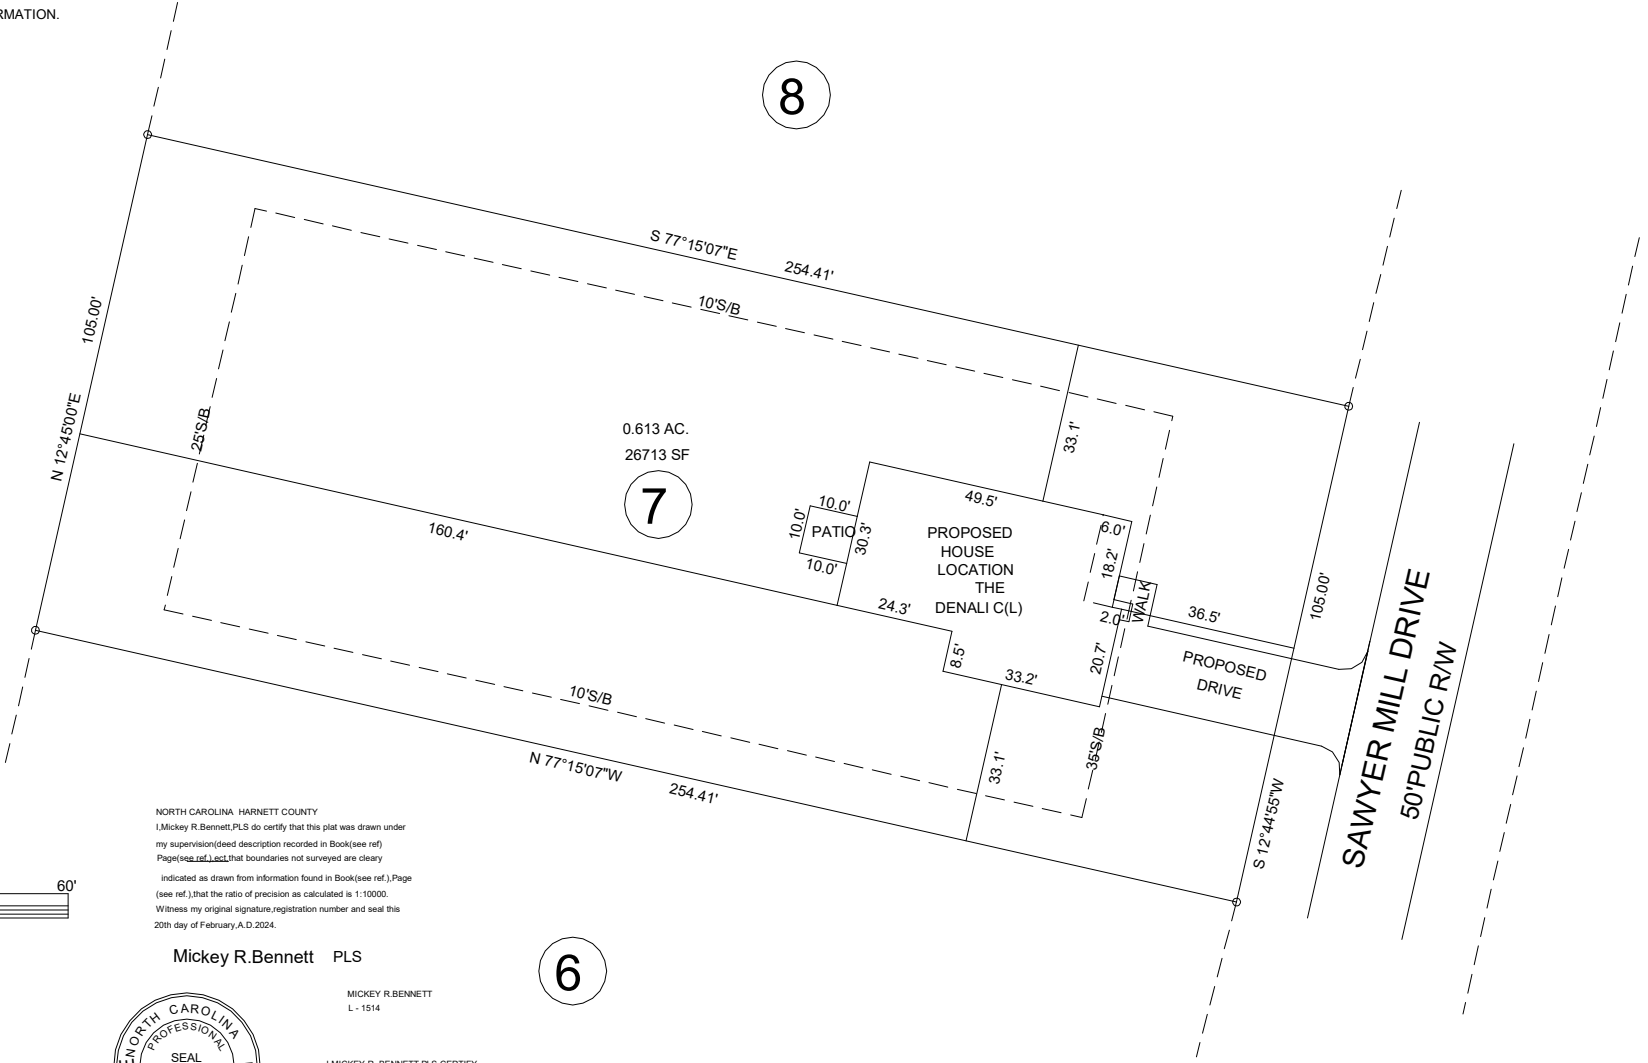 RMATION.
8
S 77°15'07"E
254.41'
10'S/B
105.00'
N 12°45'00"E
25'S/B
0.613 AC.
26713 SF
7
33.1'
160.4'
10.0'
10.0'
PATIO
10.0'
30.3'
49.5'
PROPOSED
HOUSE
LOCATION
THE
DENALI C(L)
6.0'
18.2'
WALK
2.0'
36.5'
105.00'
24.3'
8.5'
33.2'
20.7'
PROPOSED
DRIVE
10'S/B
33.1'
35'S/B
N 77°15'07"W
254.41'
S 12°44'55"W
SAWYER MILL DRIVE
50'PUBLIC R/W
NORTH CAROLINA HARNETT COUNTY
I,Mickey R.Bennett,PLS do certify that this plat was drawn under
my supervision(deed description recorded in Book(see ref)
Page(see ref.),ect,that boundaries not surveyed are cleary
indicated as drawn from information found in Book(see ref.),Page
(see ref.),that the ratio of precision as calculated is 1:10000.
Witness my original signature,registration number and seal this
20th day of February,A.D.2024.
60'
Mickey R.Bennett PLS
6
MICKEY R.BENNETT
L - 1514
NORTH CAROLINA
PROFESSIONAL
SEAL
I,MICKEY R. BENNETT,PLS CERTIFY